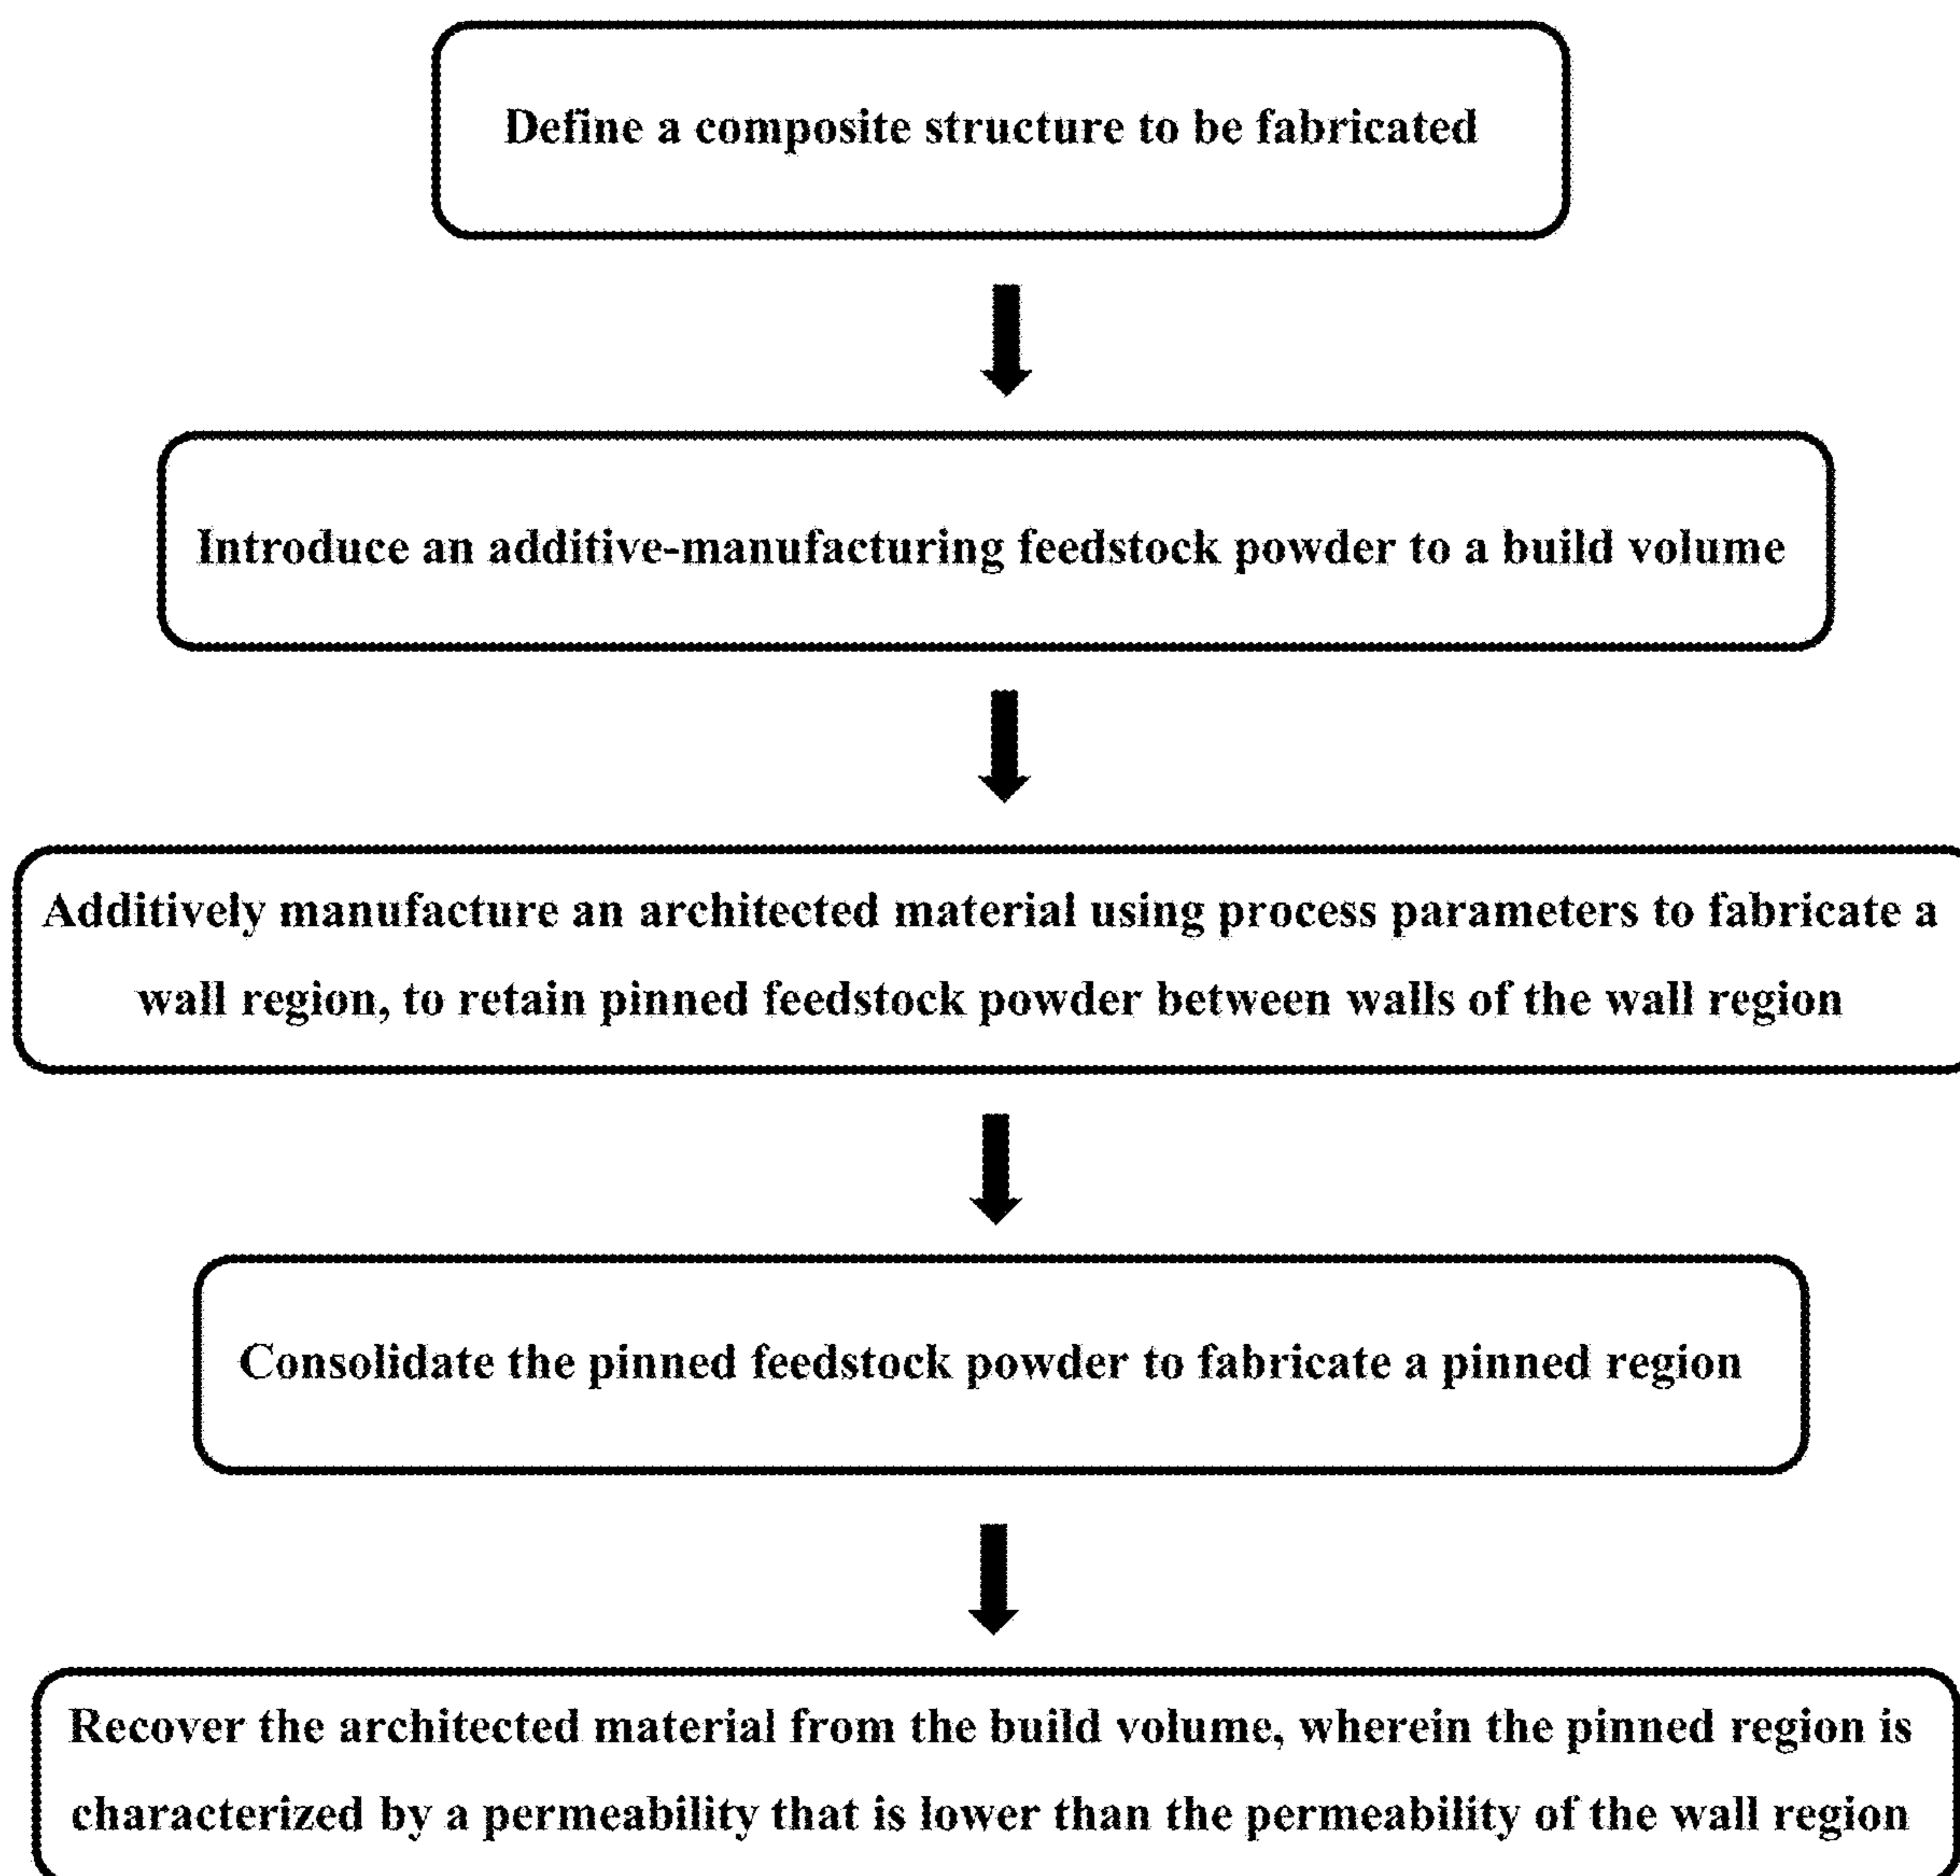 Define a composite structure to be fabricated
Introduce an additive-manufacturing feedstock powder to a build volume
Additively manufacture an architected material using process parameters to fabricate a
wall region, to retain pinned feedstock powder between walls of the wall region
Consolidate the pinned feedstock powder to fabricate a pinned region
Recover the architected material from the build volume, wherein the pinned region is
characterized by a permeability that is lower than the permeability of the wall region